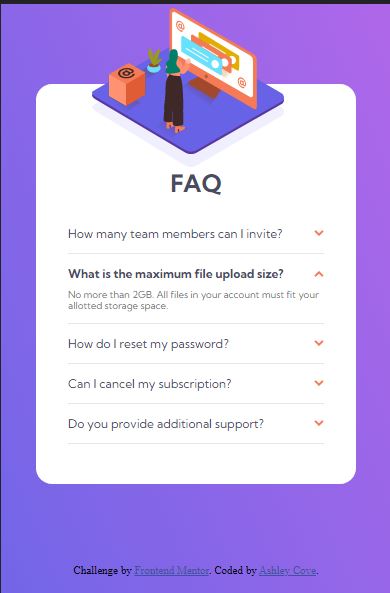 FAQ
How many team members can I invite?
What is the maximum file upload size?
No more than 2GB. All files in your account must fit your
allotted storage space.
How do I reset my password?
Can I cancel my subscription?
Do you provide additional support?
Challenge by Frontend Mentor. Coded by Ashley Cove.